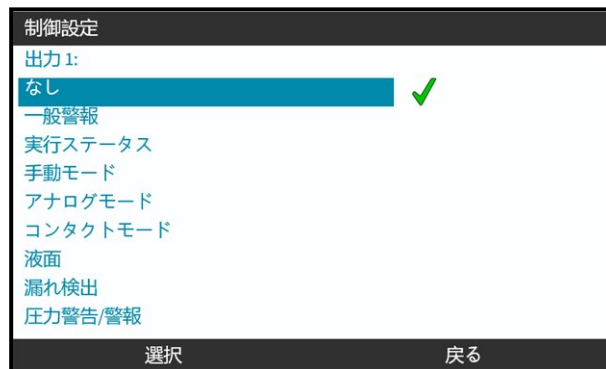 制御設定
出力 1:
なし
一般警報
実行ステータス
手動モード
アナログモード
コンタクトモード
液面
漏れ検出
圧力警告/警報
選択 戻る